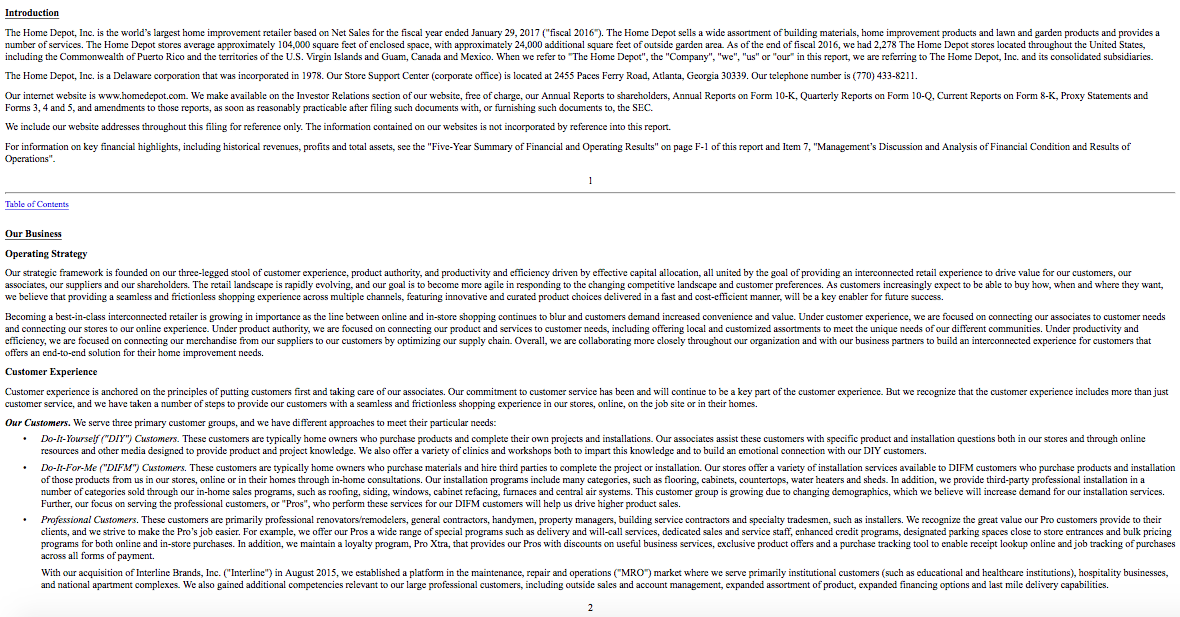 Introduction
The Home Depot, Inc. is the world's largest home improvement retailer based on Net Sales for the fiscal year ended January 29, 2017 ("fiscal 2016"). The Home Depot sells a wide assortment of building materials, home improvement products and lawn and garden products and provides a
number of services. The Home Depot stores average approximately 104,000 square feet of enclosed space, with approximately 24,000 additional square feet of outside garden area. As of the end of fiscal 2016, we had 2,278 The Home Depot stores located throughout the United States,
including the Commonwealth of Puerto Rico and the territories of the U.S. Virgin Islands and Guam, Canada and Mexico. When we refer to "The Home Depot", the "Company", "we", "us" or "our" in this report, we are referring to The Home Depot, Inc. and its consolidated subsidiaries.
The Home Depot, Inc. is a Delaware corporation that was incorporated in 1978. Our Store Support Center (corporate office) is located at 2455 Paces Ferry Road, Atlanta, Georgia 30339. Our telephone number is (770) 433-8211.
Our internet website is www.homedepot.com. We make available on the Investor Relations section of our website, free of charge, our Annual Reports to shareholders, Annual Reports on Form 10-K, Quarterly Reports on Form 10-Q, Current Reports on Form 8-K, Proxy Statements and
Forms 3, 4 and 5, and amendments to those reports, as soon as reasonably practicable after filing such documents with, or furnishing such documents to, the SEC.
We include our website addresses throughout this filing for reference only. The information contained on our websites is not incorporated by reference into this report.
For information on key financial highlights, including historical revenues, profits and total assets, see the "Five-Year Summary of Financial and Operating Results" on page F-1 of this report and Item 7, "Management's Discussion and Analysis of Financial Condition and Results of
Operations".
1
Table of Contents
Our Business
Operating Strategy
Our strategic framework is founded on our three-legged stool of customer experience, product authority, and productivity and efficiency driven by effective capital allocation, all united by the goal of providing an interconnected retail experience to drive value for our customers, our
associates, our suppliers and our shareholders. The retail landscape is rapidly evolving, and our goal is to become more agile in responding to the changing competitive landscape and customer preferences. As customers increasingly expect to be able to buy how, when and where they want,
we believe that providing a seamless and frictionless shopping experience across multiple channels, featuring innovative and curated product choices delivered in a fast and cost-efficient manner, will be a key enabler for future success.
Becoming a best-in-class interconnected retailer is growing in importance as the line between online and in-store shopping continues to blur and customers demand increased convenience and value. Under customer experience, we are focused on connecting our associates to customer needs
and connecting our stores to our online experience. Under product authority, we are focused on connecting our product and services to customer needs, including offering local and customized assortments to meet the unique needs of our different communities. Under productivity and
efficiency, we are focused on connecting our merchandise from our suppliers to our customers by optimizing our supply chain. Overall, we are collaborating more closely throughout our organization and with our business partners to build an interconnected experience for customers that
offers an end-to-end solution for their home improvement needs.
Customer Experience
Customer experience is anchored on the principles of putting customers first and taking care of our associates. Our commitment to customer service has been and will continue to be a key part of the customer experience. But we recognize that the customer experience includes more than just
customer service, and we have taken a number of steps to provide our customers with a seamless and frictionless shopping experience in our stores, online, on the job site or in their homes.
Our Customers. We serve three primary customer groups, and we have different approaches to meet their particular needs:
• Do-It-Yourself ("DIY") Customers. These customers are typically home owners who purchase products and complete their own projects and installations. Our associates assist these customers with specific product and installation questions both in our stores and through online
resources and other media designed to provide product and project knowledge. We also offer a variety of clinics and workshops both to impart this knowledge and to build an emotional connection with our DIY customers.
• Do-It-For-Me ("DIFM") Customers. These customers are typically home owners who purchase materials and hire third parties to complete the project or installation. Our stores offer a variety of installation services available to DIFM customers who purchase products and installation
of those products from us in our stores, online or in their homes through in-home consultations. Our installation programs include many categories, such as flooring, cabinets, countertops, water heaters and sheds. In addition, we provide third-party professional installation in a
number of categories sold through our in-home sales programs, such as roofing, siding, windows, cabinet refacing, furnaces and central air systems. This customer group is growing due to changing demographics, which we believe will increase demand for our installation services.
Further, our focus on serving the professional customers, or "Pros", who perform these services for our DIFM customers will help us drive higher product sales.
• Professional Customers. These customers are primarily professional renovators/remodelers, general contractors, handymen, property managers, building service contractors and specialty tradesmen, such as installers. We recognize the great value our Pro customers provide to their
clients, and we strive to make the Pro's job easier. For example, we offer our Pros a wide range of special programs such as delivery and will-call services, dedicated sales and service staff, enhanced credit programs, designated parking spaces close to store entrances and bulk pricing
programs for both online and in-store purchases. In addition, we maintain a loyalty program, Pro Xtra, that provides our Pros with discounts on useful business services, exclusive product offers and a purchase tracking tool to enable receipt lookup online and job tracking of purchases
across all forms of payment.
With our acquisition of Interline Brands, Inc. ("Interline") in August 2015, we established a platform in the maintenance, repair and operations ("MRO") market where we serve primarily institutional customers (such as educational and healthcare institutions), hospitality businesses,
and national apartment complexes. We also gained additional competencies relevant to our large professional customers, including outside sales and account management, expanded assortment of product, expanded financing options and last mile delivery capabilities.
2